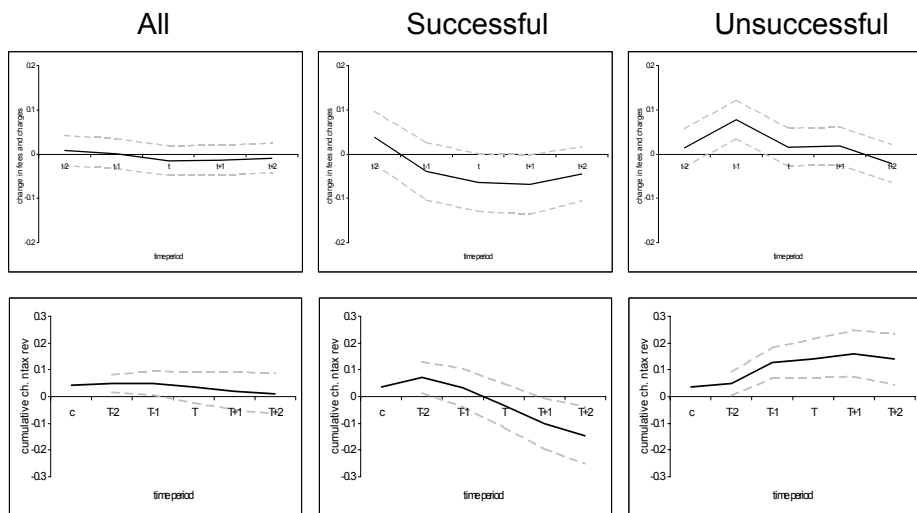 All
Successful
Unsuccessful
change in fees and charges
0.2
0.1
0
-0.1
-0.2
t-2
t-1
t
t+1
t+2
time period
change in fees and charges
0.2
0.1
0
-0.1
-0.2
t-2
t-1
t
t+1
t+2
time period
change in fees and charges
0.2
0.1
0
-0.1
-0.2
t-2
t-1
t
t+1
t+2
time period
cumulative ch. ntax rev
0.3
0.2
0.1
0
-0.1
-0.2
-0.3
c
T-2
T-1
T
T+1
T+2
time period
cumulative ch. ntax rev
0.3
0.2
0.1
0
-0.1
-0.2
-0.3
c
T-2
T-1
T
T+1
T+2
time period
cumulative ch. ntax rev
0.3
0.2
0.1
0
-0.1
-0.2
-0.3
c
T-2
T-1
T
T+1
T+2
time period